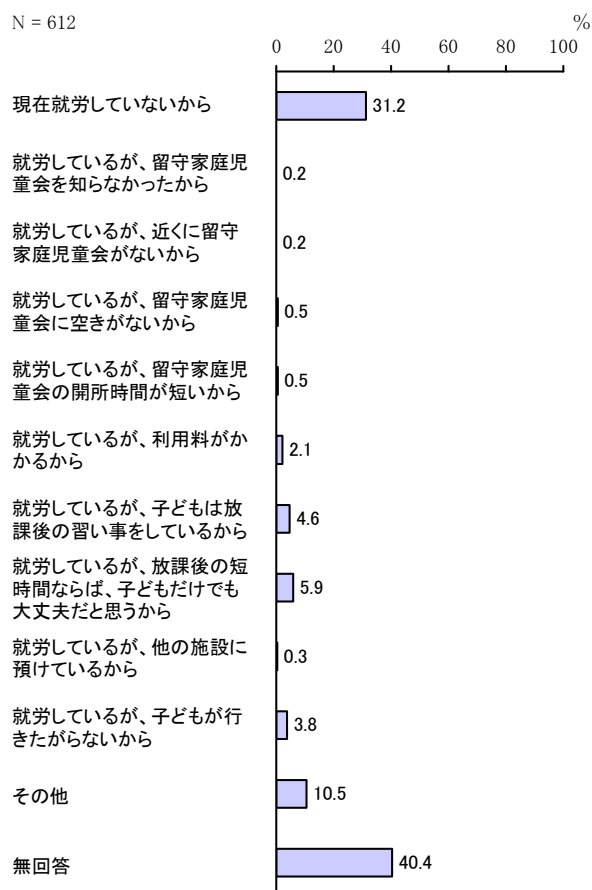 N = 612
%
0 20 40 60 80 100
現在就労していないから
31.2
就労しているが、留守家庭児
童会を知らなかったから
0.2
就労しているが、近くに留守
家庭児童会がないから
0.2
就労しているが、留守家庭児
童会に空きがないから
0.5
就労しているが、留守家庭児
童会の開所時間が短いから
0.5
就労しているが、利用料がか
かるから
2.1
就労しているが、子どもは放
課後の習い事をしているから
4.6
就労しているが、放課後の短
時間ならば、子どもだけでも
大丈夫だと思うから
5.9
就労しているが、他の施設に
預けているから
0.3
就労しているが、子どもが行
きたがらないから
3.8
その他
10.5
無回答
40.4